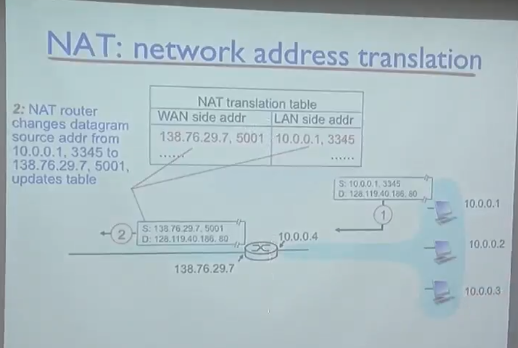 NAT: network address translation
2: NAT router
changes datagram
source addr from
10.0.0.1, 3345 to
138.76.29.7, 5001,
updates table
NAT translation table
WAN side addr LAN side addr
138.76.29.7, 5001 10.0.0.1, 3345
...... ......
S: 10.0.0.1, 3345
D: 128.119.40.186, 80
1
10.0.0.1
S: 138.76.29.7, 5001
D: 128.119.40.186, 80
2
10.0.0.4
10.0.0.2
138.76.29.7
10.0.0.3